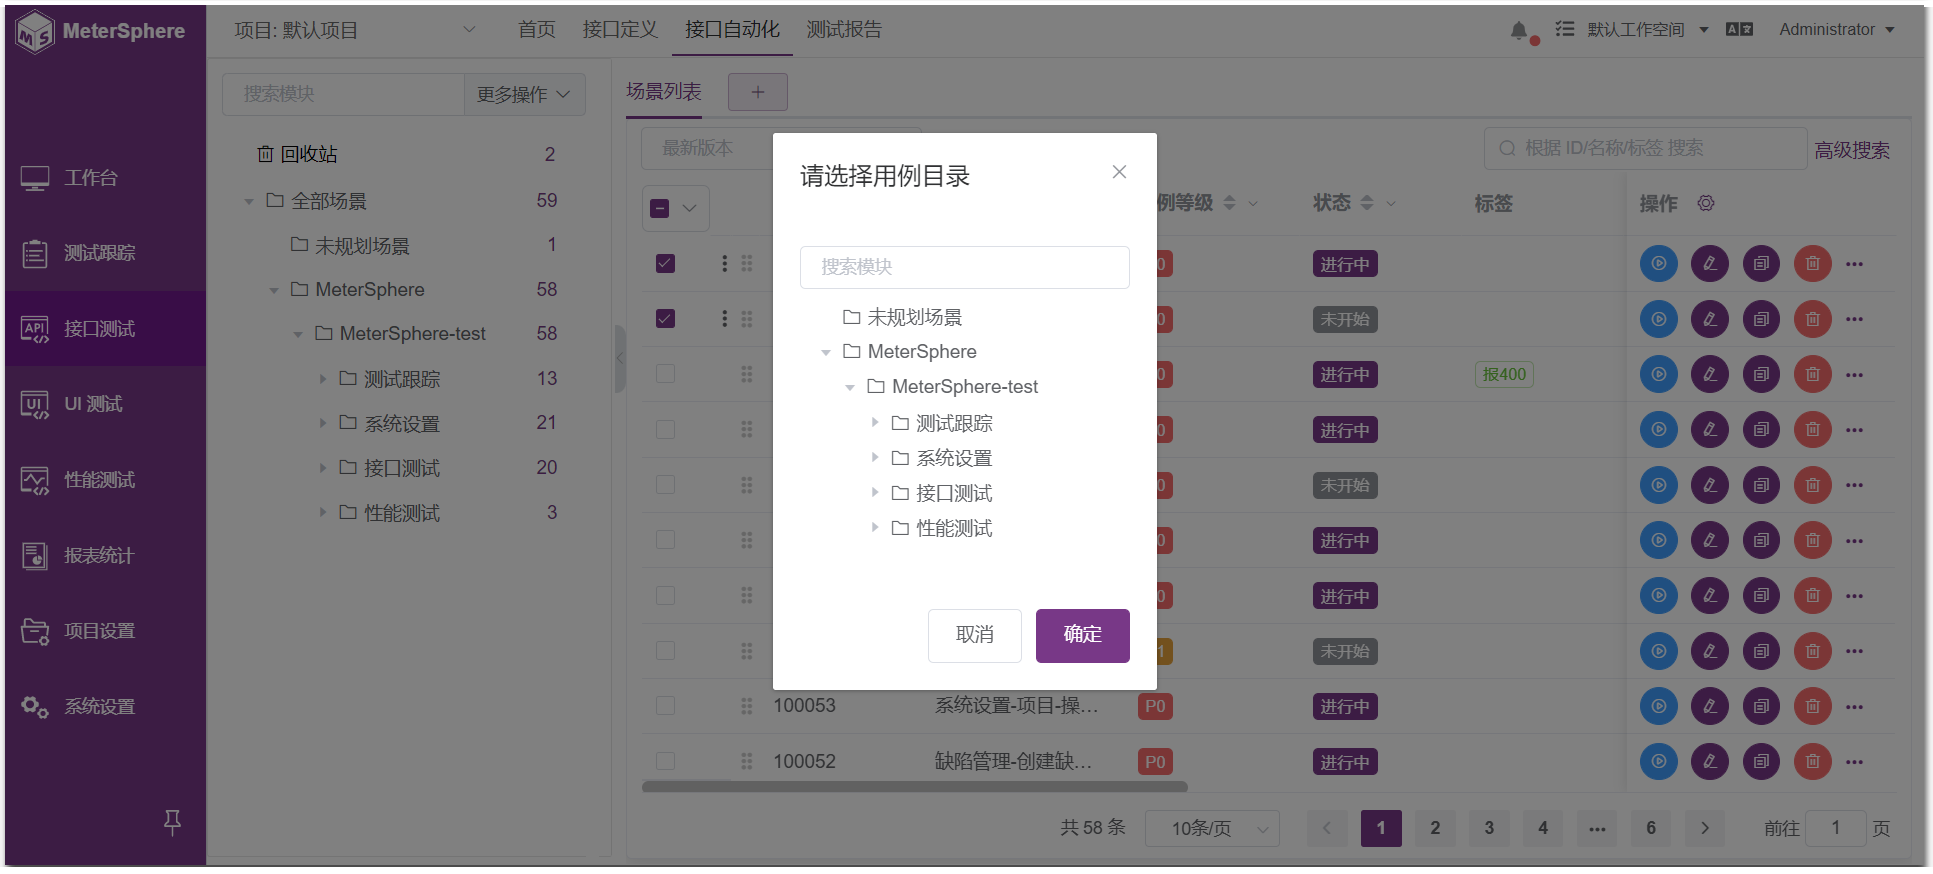 MeterSphere
项目: 默认项目
首页 接口定义 接口自动化 测试报告
默认工作空间
Administrator
工作台
测试跟踪
API 接口测试
UI UI 测试
性能测试
报表统计
项目设置
系统设置
搜索模块 更多操作
回收站 2
全部场景 59
未规划场景 1
MeterSphere 58
MeterSphere-test 58
测试跟踪 13
系统设置 21
接口测试 20
性能测试 3
场景列表 +
最新版本
根据 ID/名称/标签 搜索 高级搜索
例等级 状态 标签 操作
0 进行中
0 未开始
0 进行中 报400
0 进行中
0 未开始
0 进行中
0 进行中
1 未开始
100053 系统设置-项目-操... P0 进行中
100052 缺陷管理-创建缺... P0 进行中
共 58 条 10条/页 1 2 3 4 ... 6 前往 1 页
请选择用例目录
搜索模块
未规划场景
MeterSphere
MeterSphere-test
测试跟踪
系统设置
接口测试
性能测试
取消 确定